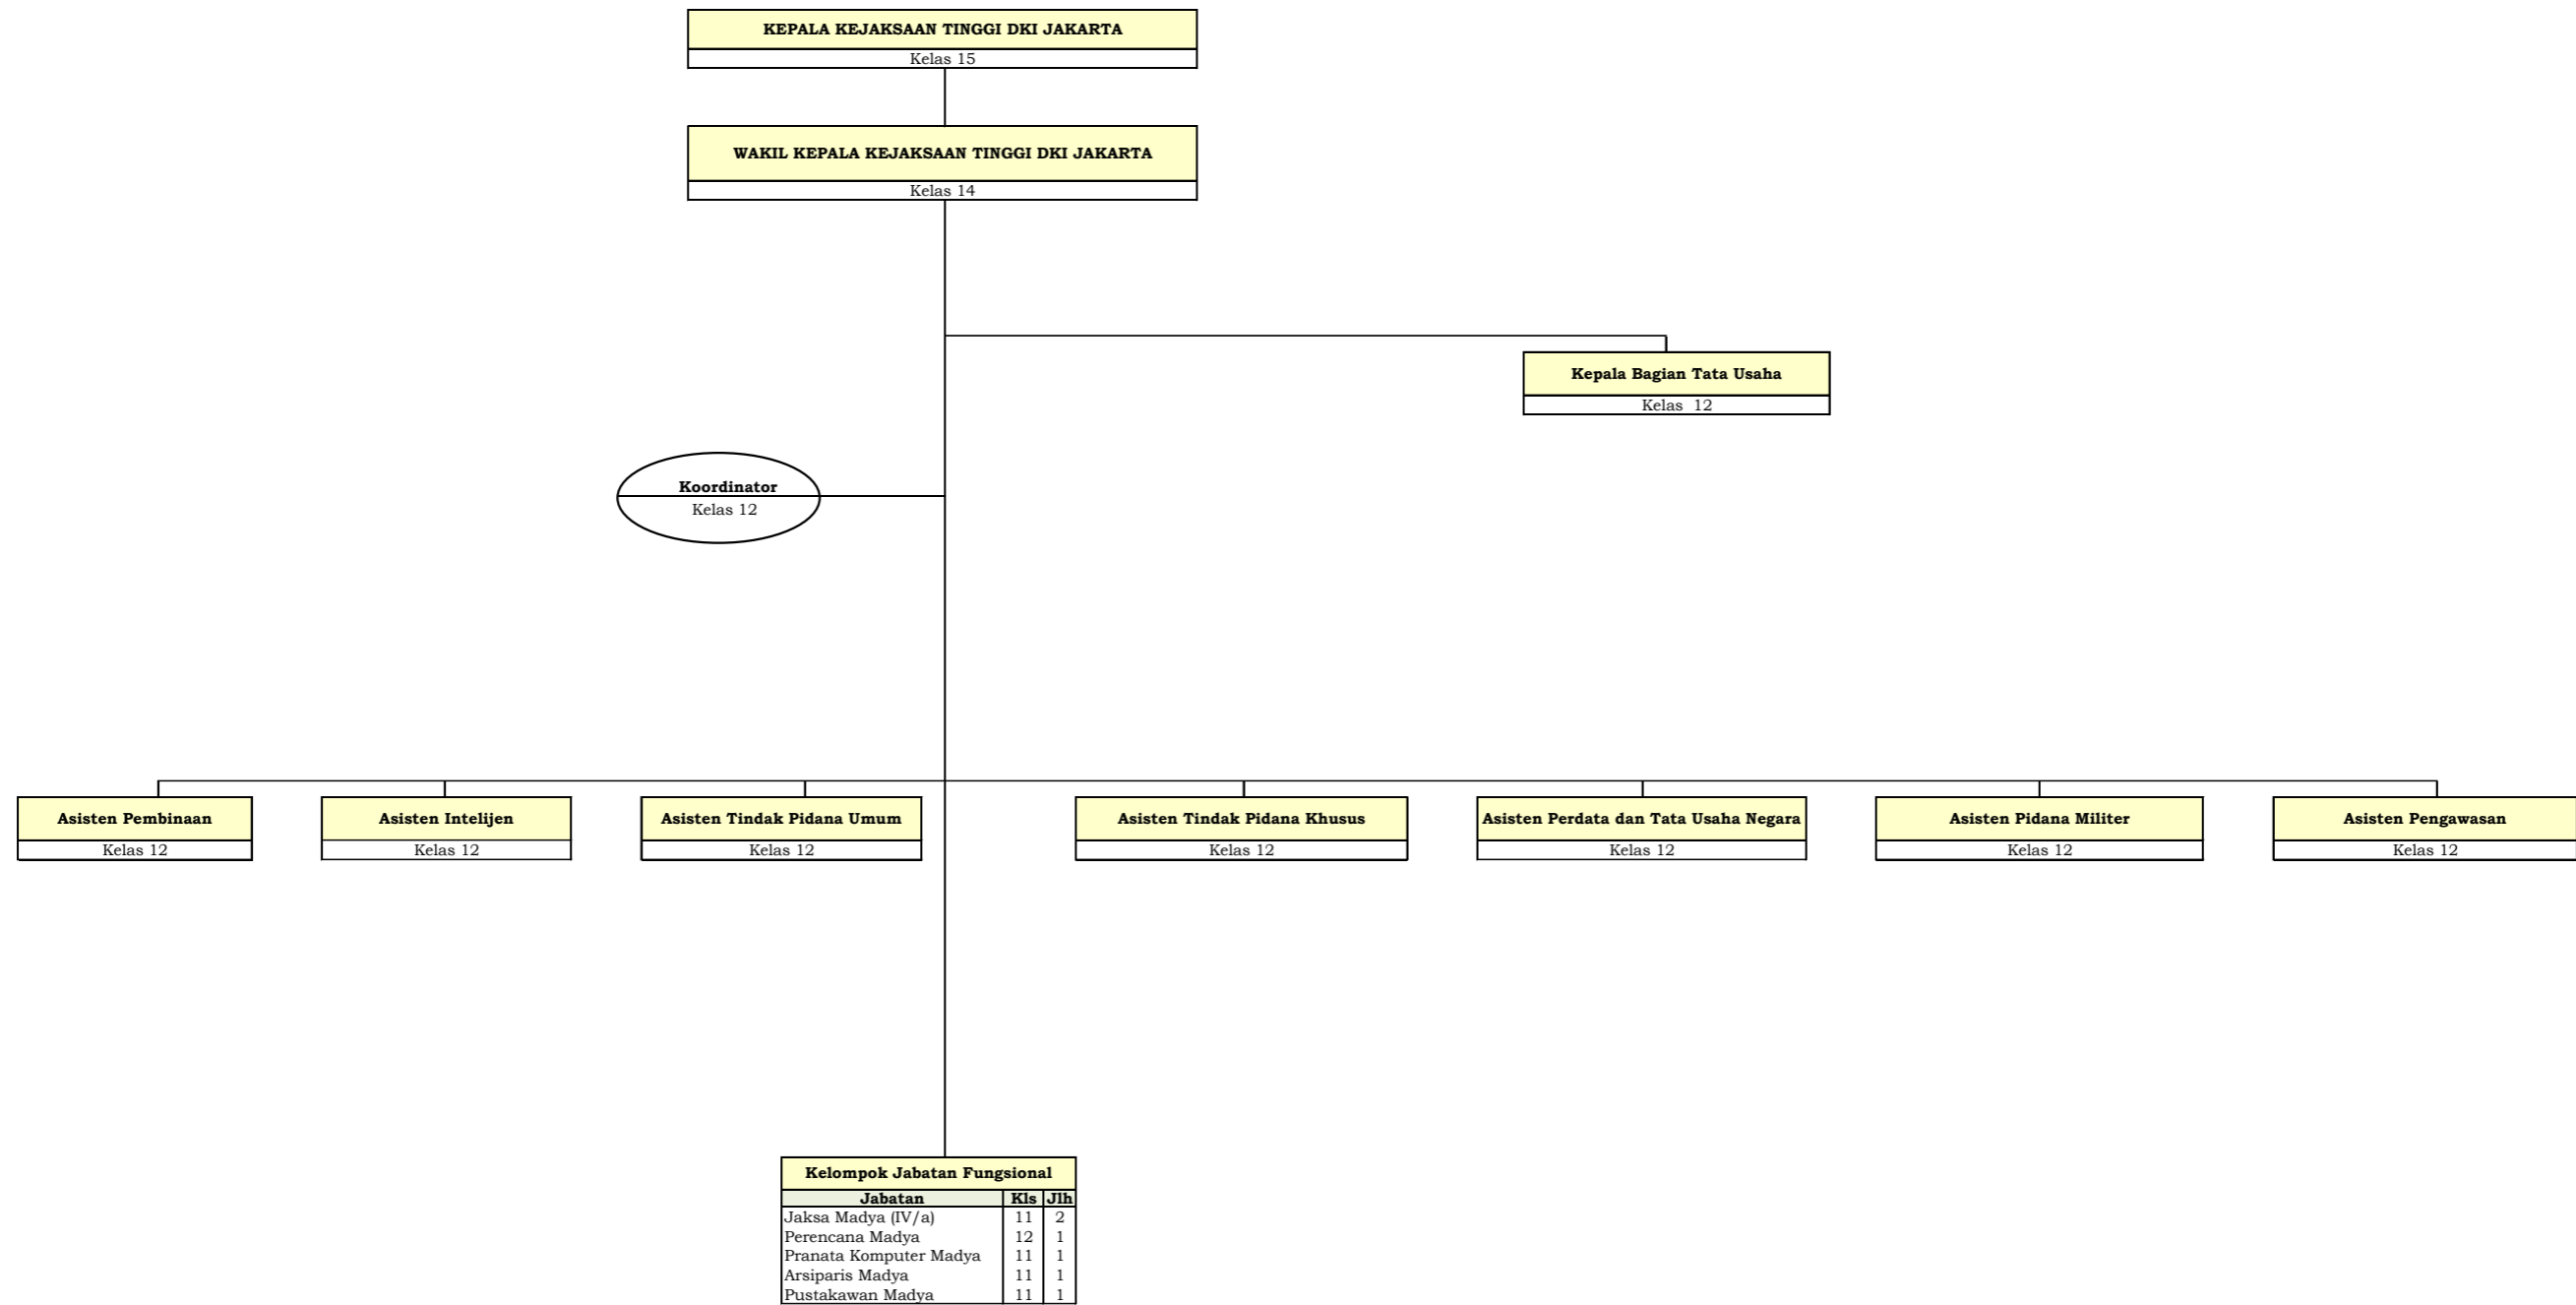 KEPALA KEJAKSAAN TINGGI DKI JAKARTA
Kelas 15
WAKIL KEPALA KEJAKSAAN TINGGI DKI JAKARTA
Kelas 14
Kepala Bagian Tata Usaha
Kelas 12
Koordinator
Kelas 12
Asisten Pembinaan
Kelas 12
Asisten Intelijen
Kelas 12
Asisten Tindak Pidana Umum
Kelas 12
Asisten Tindak Pidana Khusus
Kelas 12
Asisten Perdata dan Tata Usaha Negara
Kelas 12
Asisten Pidana Militer
Kelas 12
Asisten Pengawasan
Kelas 12
Kelompok Jabatan Fungsional
Jabatan Kls Jlh
Jaksa Madya (IV/a) 11 2
Perencana Madya 12 1
Pranata Komputer Madya 11 1
Arsiparis Madya 11 1
Pustakawan Madya 11 1